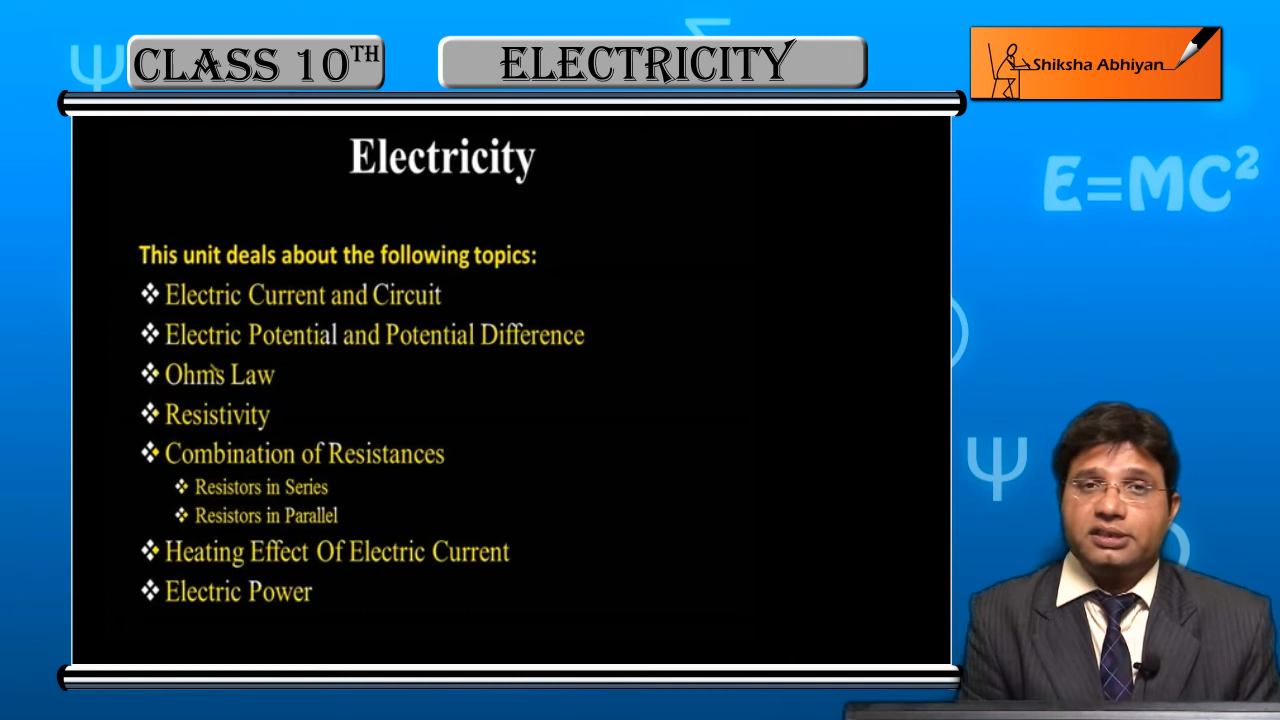 CLASS 10TH
ELECTRICITY
Shiksha Abhiyan
Ψ
Σ
E=MC²
Electricity
This unit deals about the following topics:
❖ Electric Current and Circuit
❖ Electric Potential and Potential Difference
❖ Ohm's Law
❖ Resistivity
❖ Combination of Resistances
❖ Resistors in Series
❖ Resistors in Parallel
❖ Heating Effect Of Electric Current
❖ Electric Power
Ψ